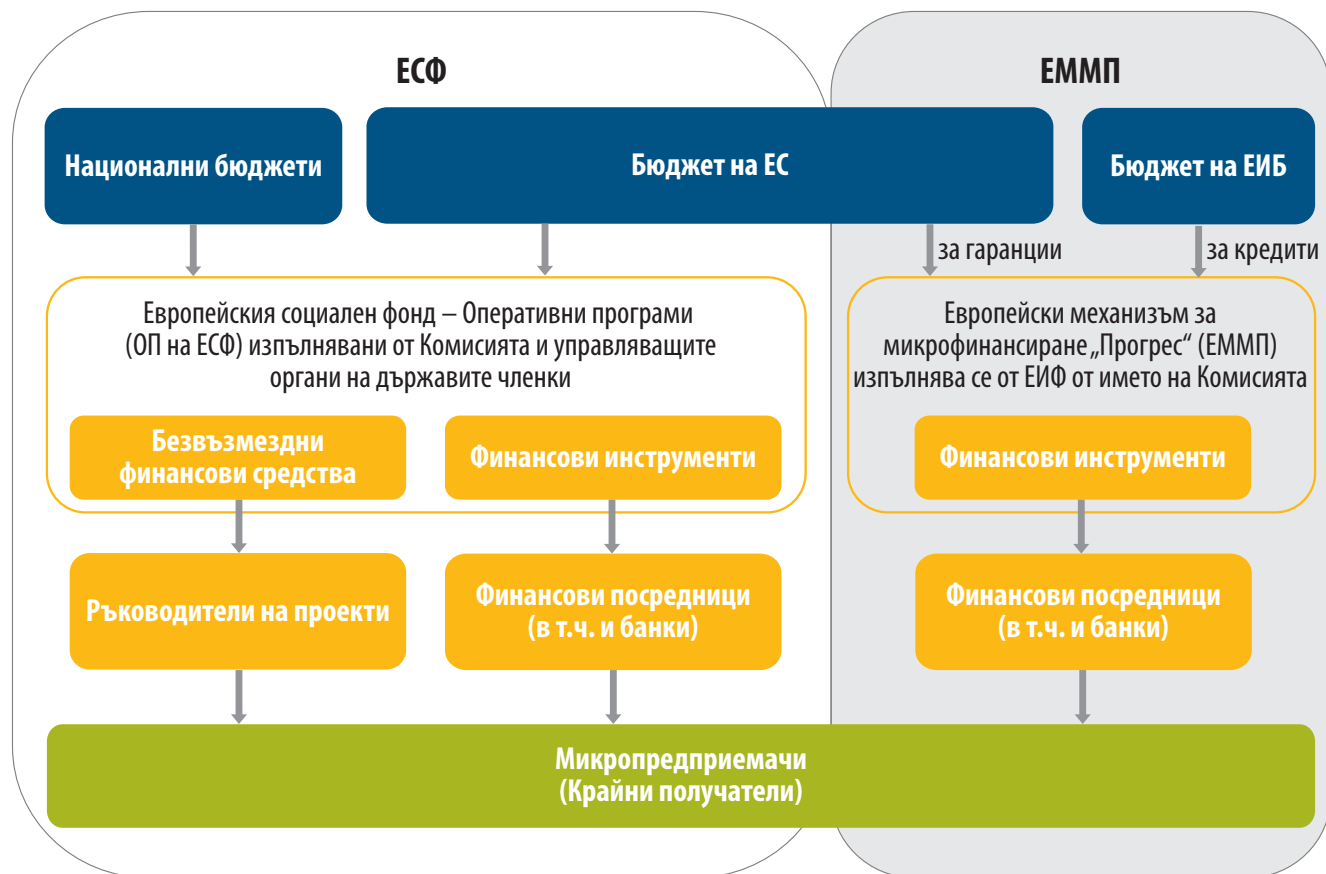 ЕСФ
ЕММП
Национални бюджети
Бюджет на ЕС
Бюджет на ЕИБ
за гаранции
за кредити
Европейския социален фонд – Оперативни програми
(ОП на ЕСФ) изпълнявани от Комисията и управляващите
органи на държавите членки
Европейски механизъм за
микрофинансиране „Прогрес“ (ЕММП)
изпълнява се от ЕИФ от името на Комисията
Безвъзмездни
финансови средства
Финансови инструменти
Финансови инструменти
Ръководители на проекти
Финансови посредници
(в т.ч. и банки)
Финансови посредници
(в т.ч. и банки)
Микропредприемачи
(Крайни получатели)